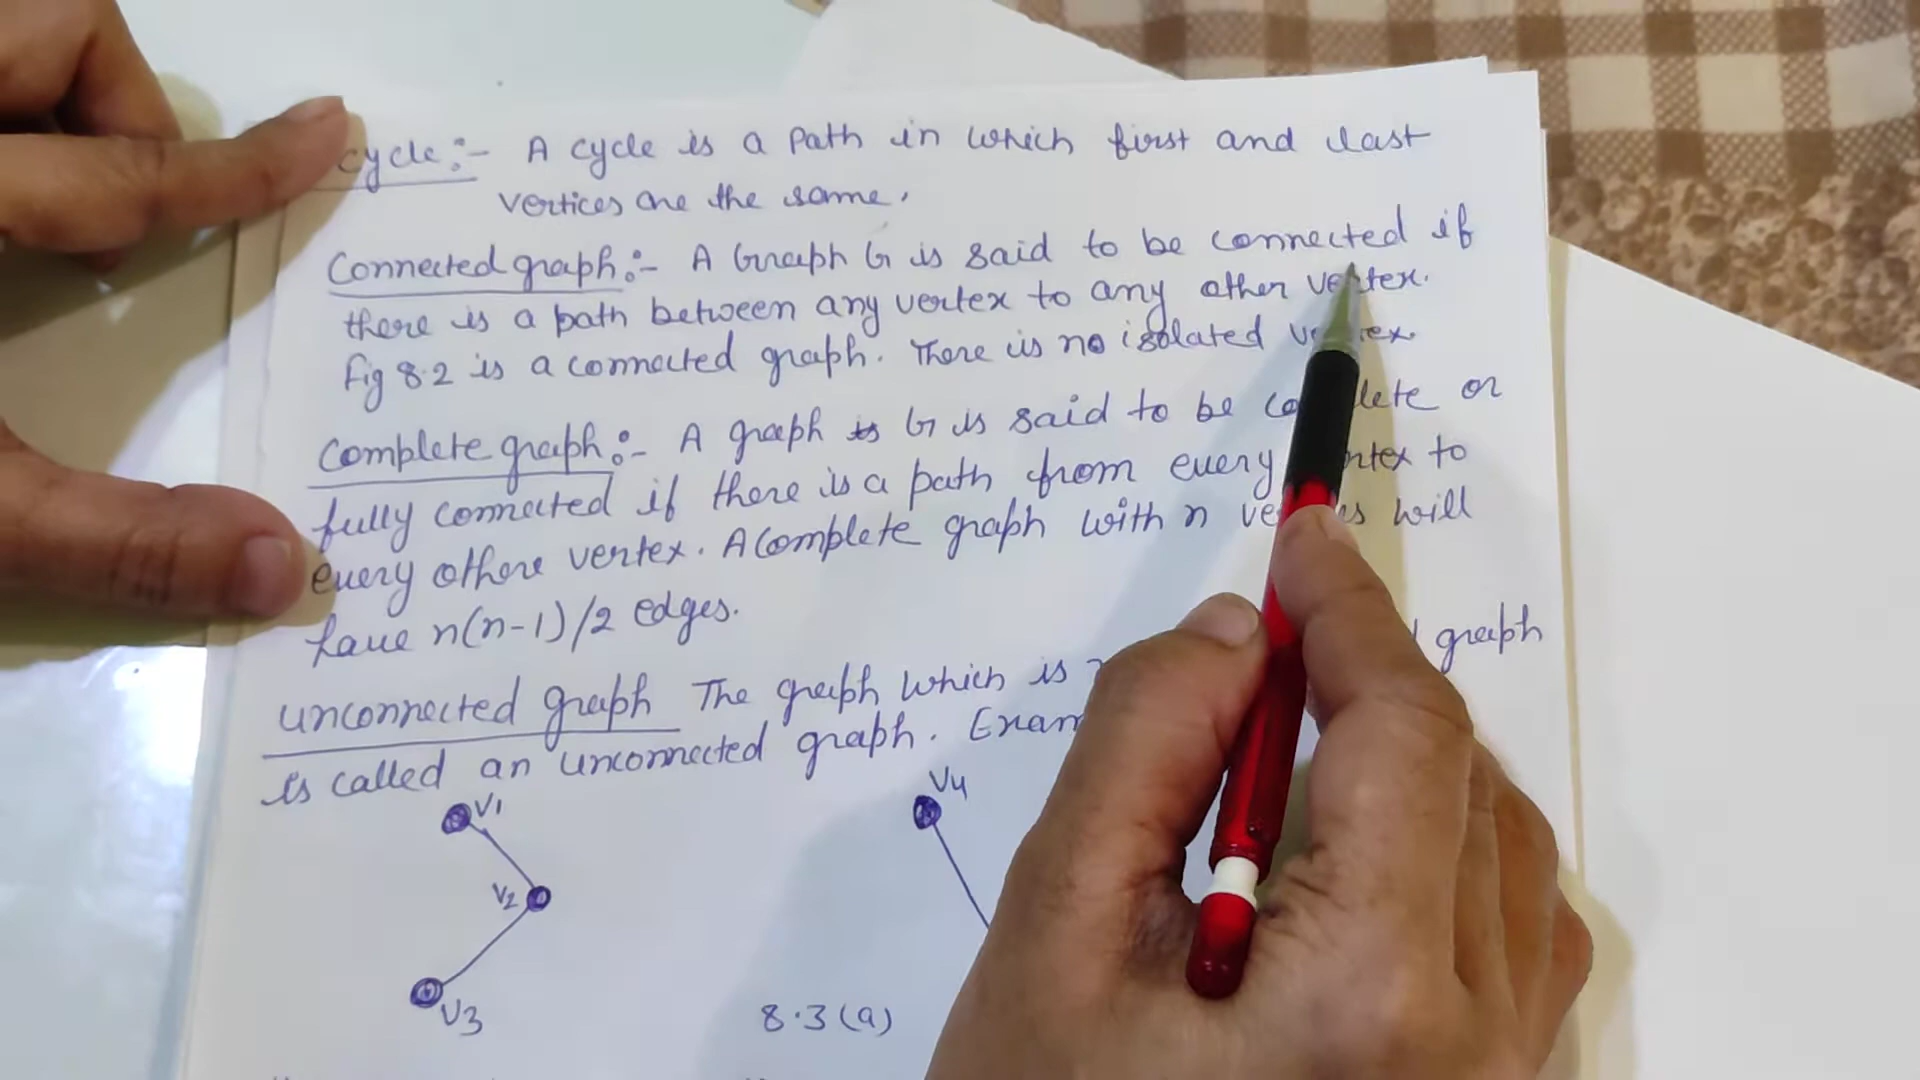 cycle:- A cycle is a Path in which first and last
vertices are the same.
Connected graph:- A Graph G is said to be connected if
there is a path between any vertex to any other vertex.
fig 8.2 is a connected graph. There is no isolated
Complete graph:- A graph is G is said to be or
fully connected if there is a path from every to
every othere vertex. A complete graph with n will
have n(n-1)/2 edges.
unconnected graph The graph which is graph
is called an unconnected graph.
V1
V4
V2
V3
8.3(a)